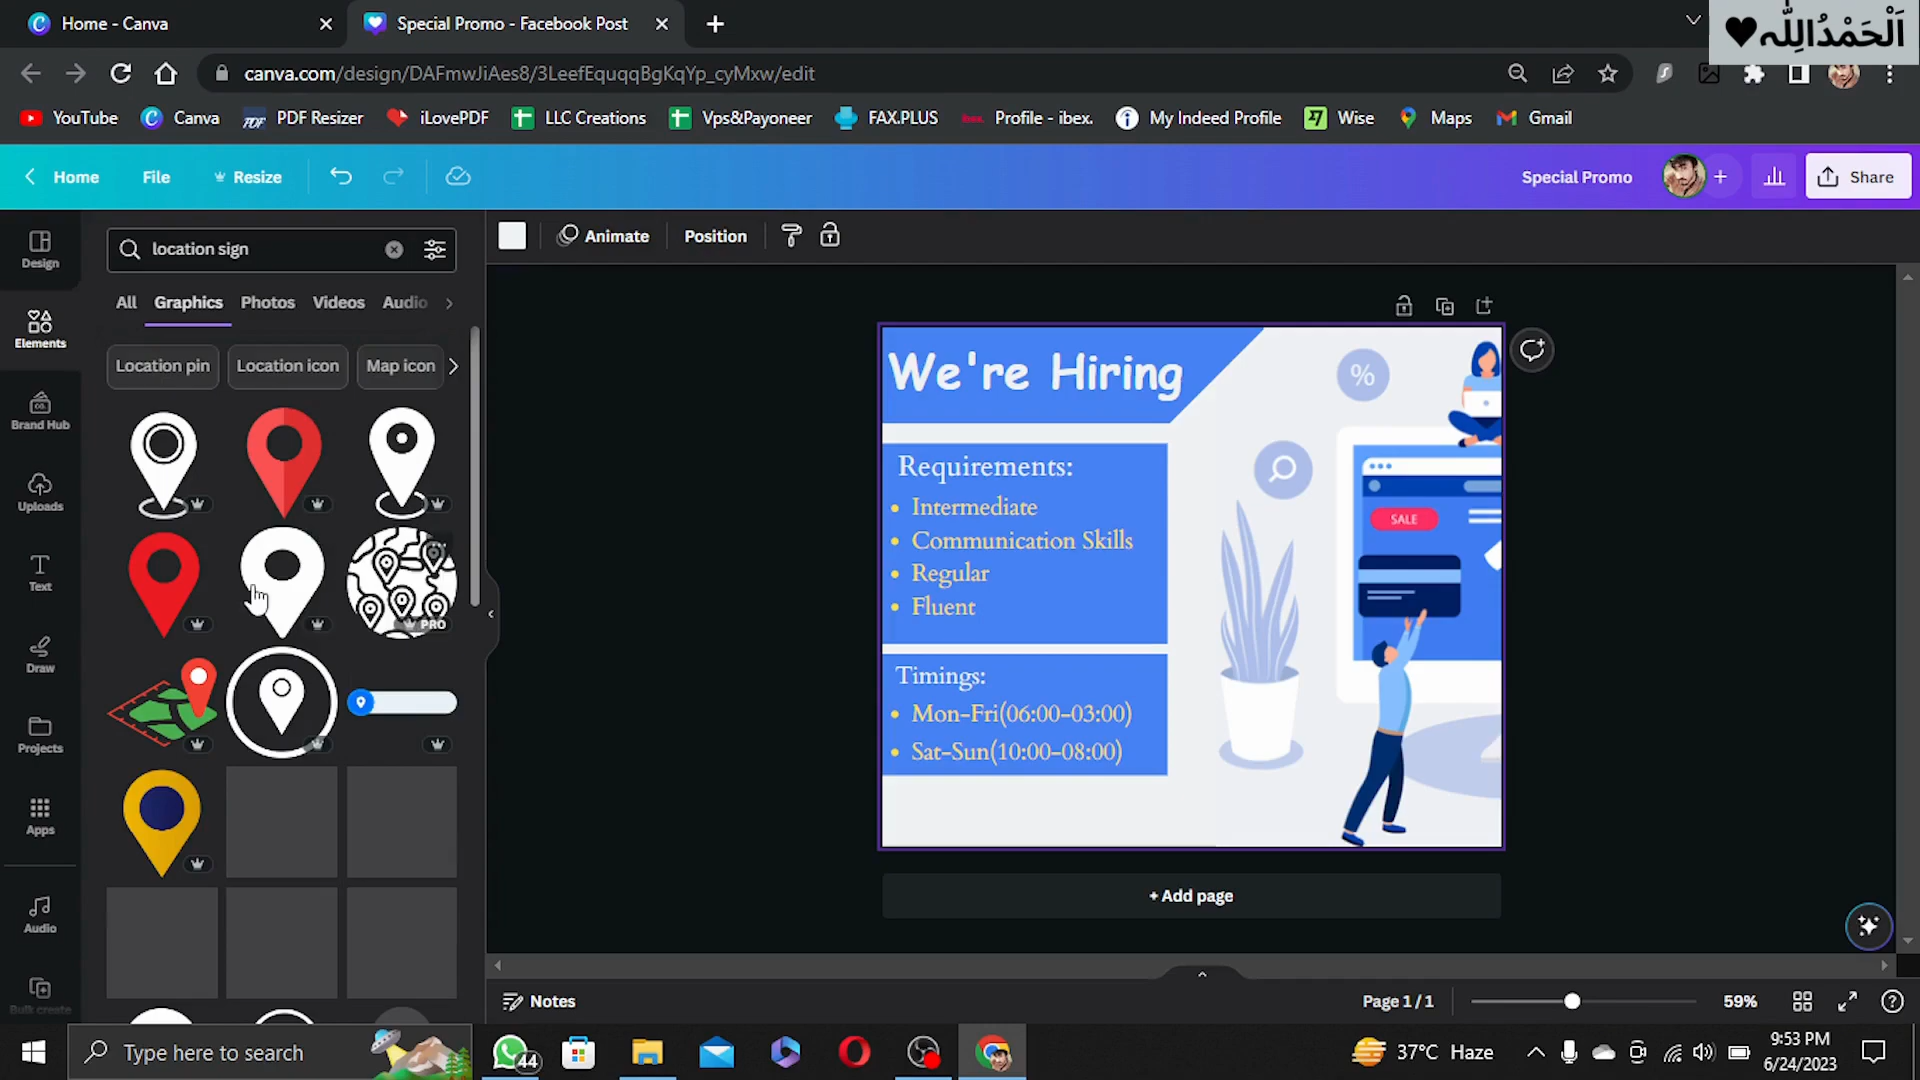 Home - Canva
Special Promo - Facebook Post
♥اَلْحَمْدُلِلّٰه
canva.com/design/DAFmwJiAes8/3LeefEquqqBgKqYp_cyMxw/edit
YouTube
Canva
PDF Resizer
iLovePDF
LLC Creations
Vps&Payoneer
FAX.PLUS
Profile - ibex.
My Indeed Profile
Wise
Maps
Gmail
Home
File
Resize
Special Promo
Share
Design
Elements
Brand Hub
Uploads
Text
Draw
Projects
Apps
Audio
Bulk create
location sign
All
Graphics
Photos
Videos
Audio
Location pin
Location icon
Map icon
PRO
Animate
Position
We're Hiring
%
SALE
Requirements:
• Intermediate
• Communication Skills
• Regular
• Fluent
Timings:
• Mon-Fri(06:00-03:00)
• Sat-Sun(10:00-08:00)
+ Add page
Notes
Page 1 / 1
59%
Type here to search
44
37°C Haze
9:53 PM
6/24/2023